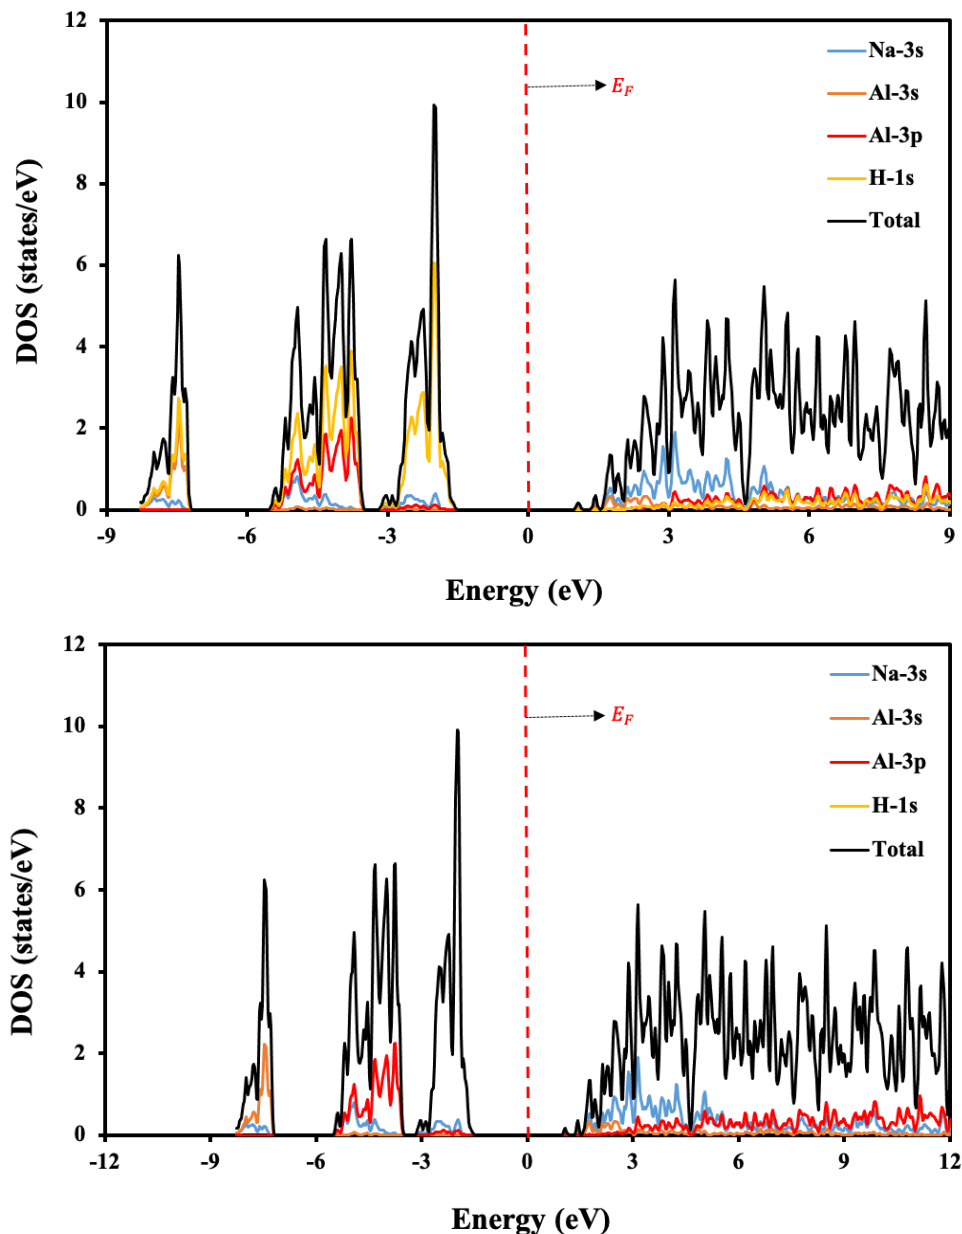 12
10
8
6
4
2
0
DOS (states/eV)
E_F
Na-3s
Al-3s
Al-3p
H-1s
Total
-9 -6 -3 0 3 6 9
Energy (eV)
12
10
8
6
4
2
0
DOS (states/eV)
E_F
Na-3s
Al-3s
Al-3p
H-1s
Total
-12 -9 -6 -3 0 3 6 9 12
Energy (eV)